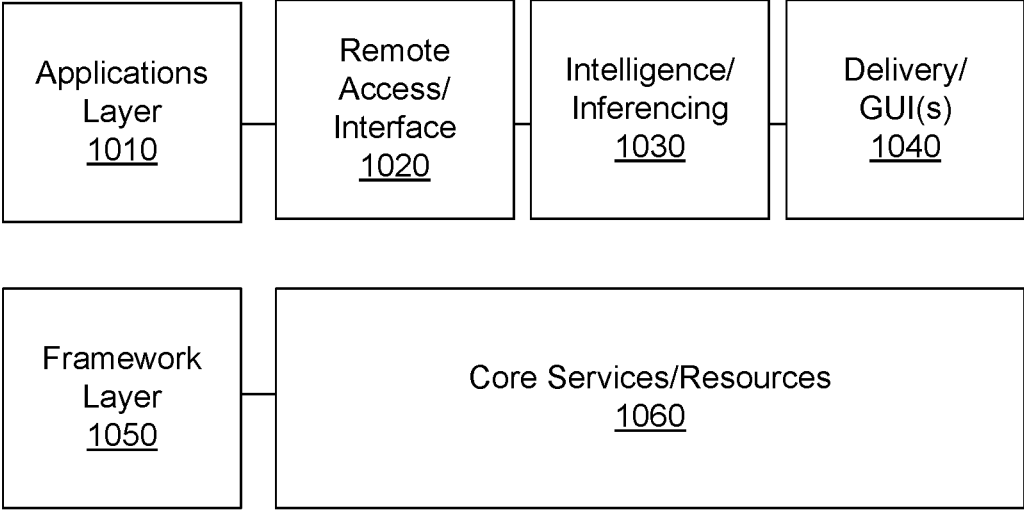 Applications
Layer
1010
Remote
Access/
Interface
1020
Intelligence/
Inferencing
1030
Delivery/
GUI(s)
1040
Framework
Layer
1050
Core Services/Resources
1060